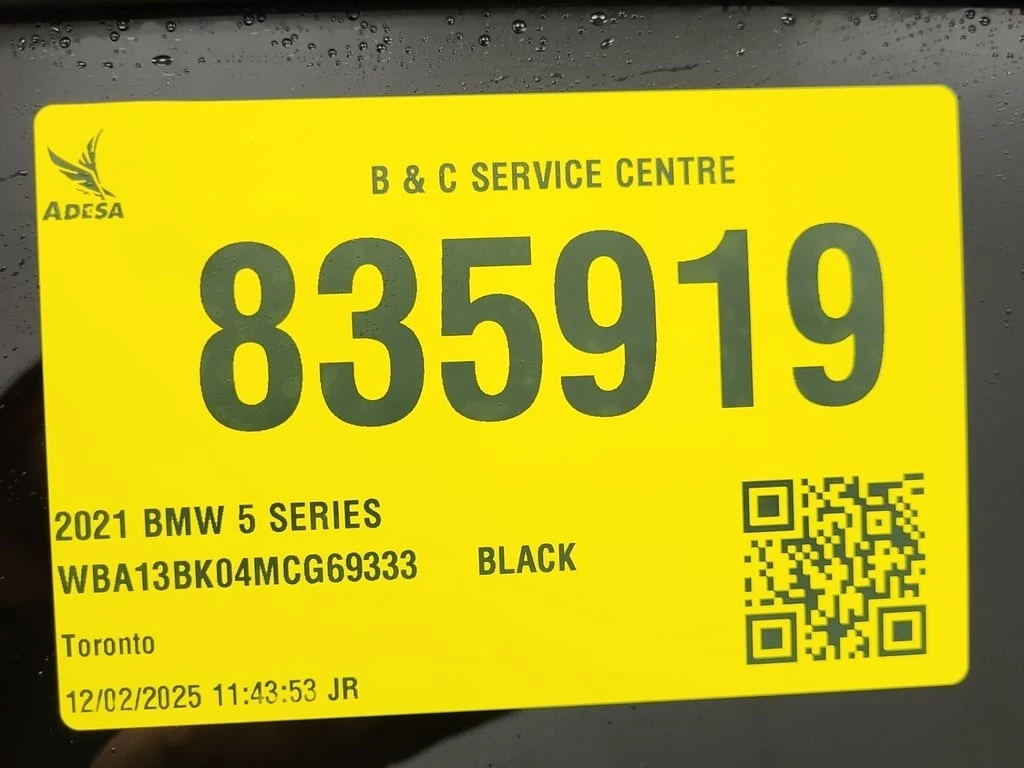 ADESA
B & C SERVICE CENTRE
835919
2021 BMW 5 SERIES
WBA13BK04MCG69333 BLACK
Toronto
12/02/2025 11:43:53 JR